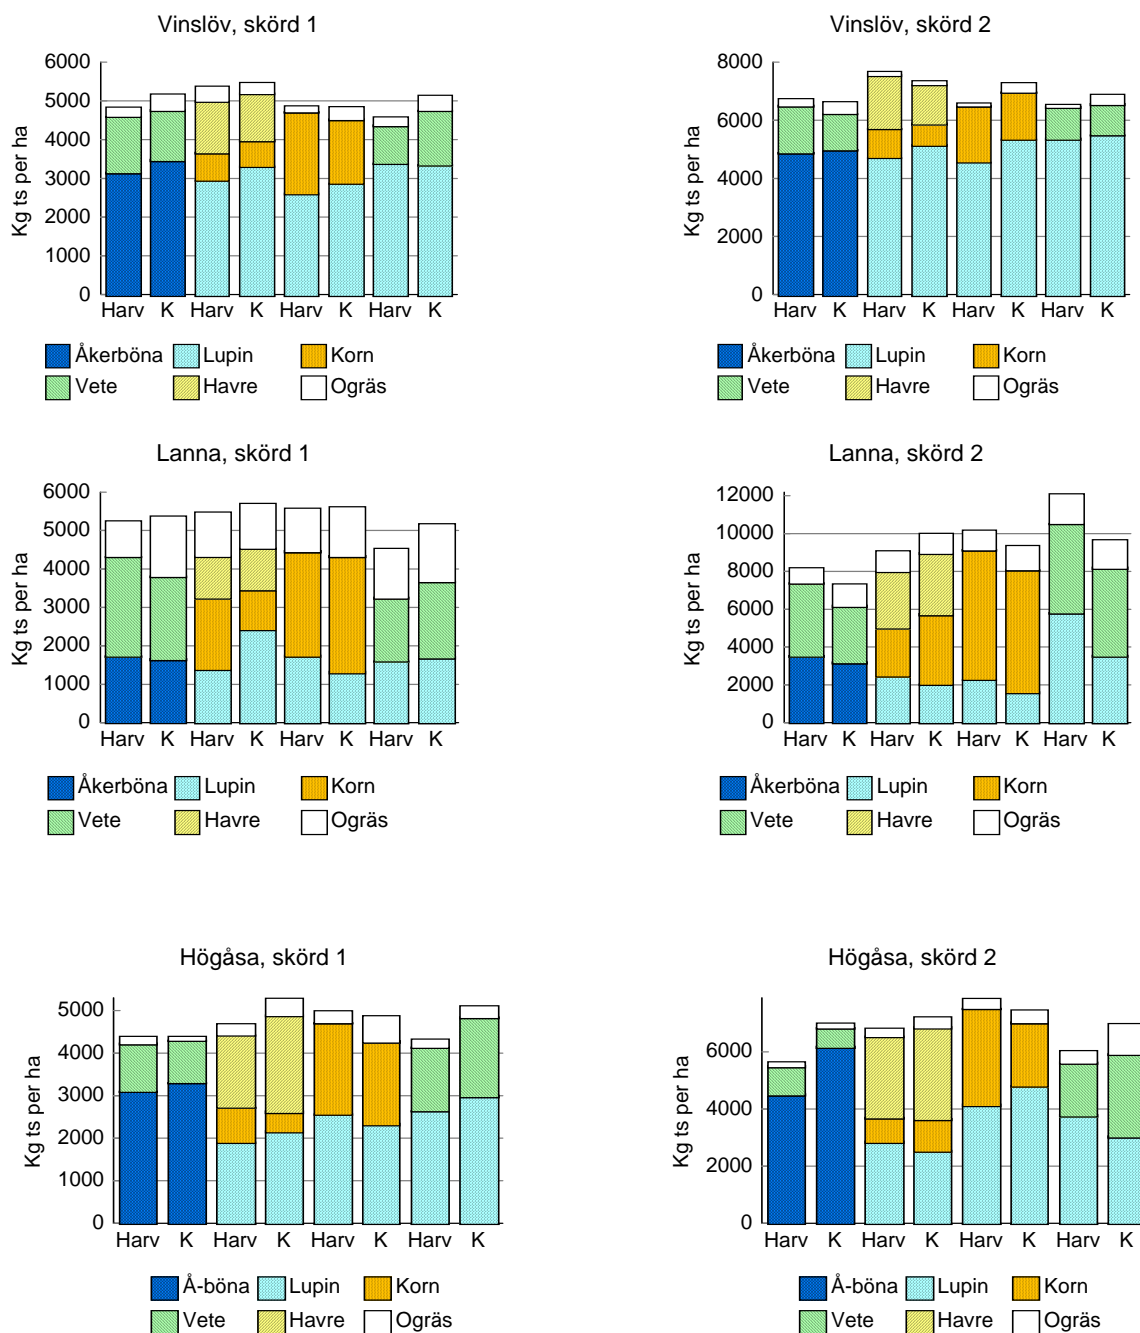 Vinslöv, skörd 1
Kg ts per ha
6000
5000
4000
3000
2000
1000
0
Harv K Harv K Harv K Harv K
Åkerböna Lupin Korn
Vete Havre Ogräs
Vinslöv, skörd 2
Kg ts per ha
8000
6000
4000
2000
0
Harv K Harv K Harv K Harv K
Åkerböna Lupin Korn
Vete Havre Ogräs
Lanna, skörd 1
Kg ts per ha
6000
5000
4000
3000
2000
1000
0
Harv K Harv K Harv K Harv K
Åkerböna Lupin Korn
Vete Havre Ogräs
Lanna, skörd 2
Kg ts per ha
12000
10000
8000
6000
4000
2000
0
Harv K Harv K Harv K Harv K
Åkerböna Lupin Korn
Vete Havre Ogräs
Högåsa, skörd 1
Kg ts per ha
5000
4000
3000
2000
1000
0
Harv K Harv K Harv K Harv K
Å-böna Lupin Korn
Vete Havre Ogräs
Högåsa, skörd 2
Kg ts per ha
6000
4000
2000
0
Harv K Harv K Harv K Harv K
Å-böna Lupin Korn
Vete Havre Ogräs